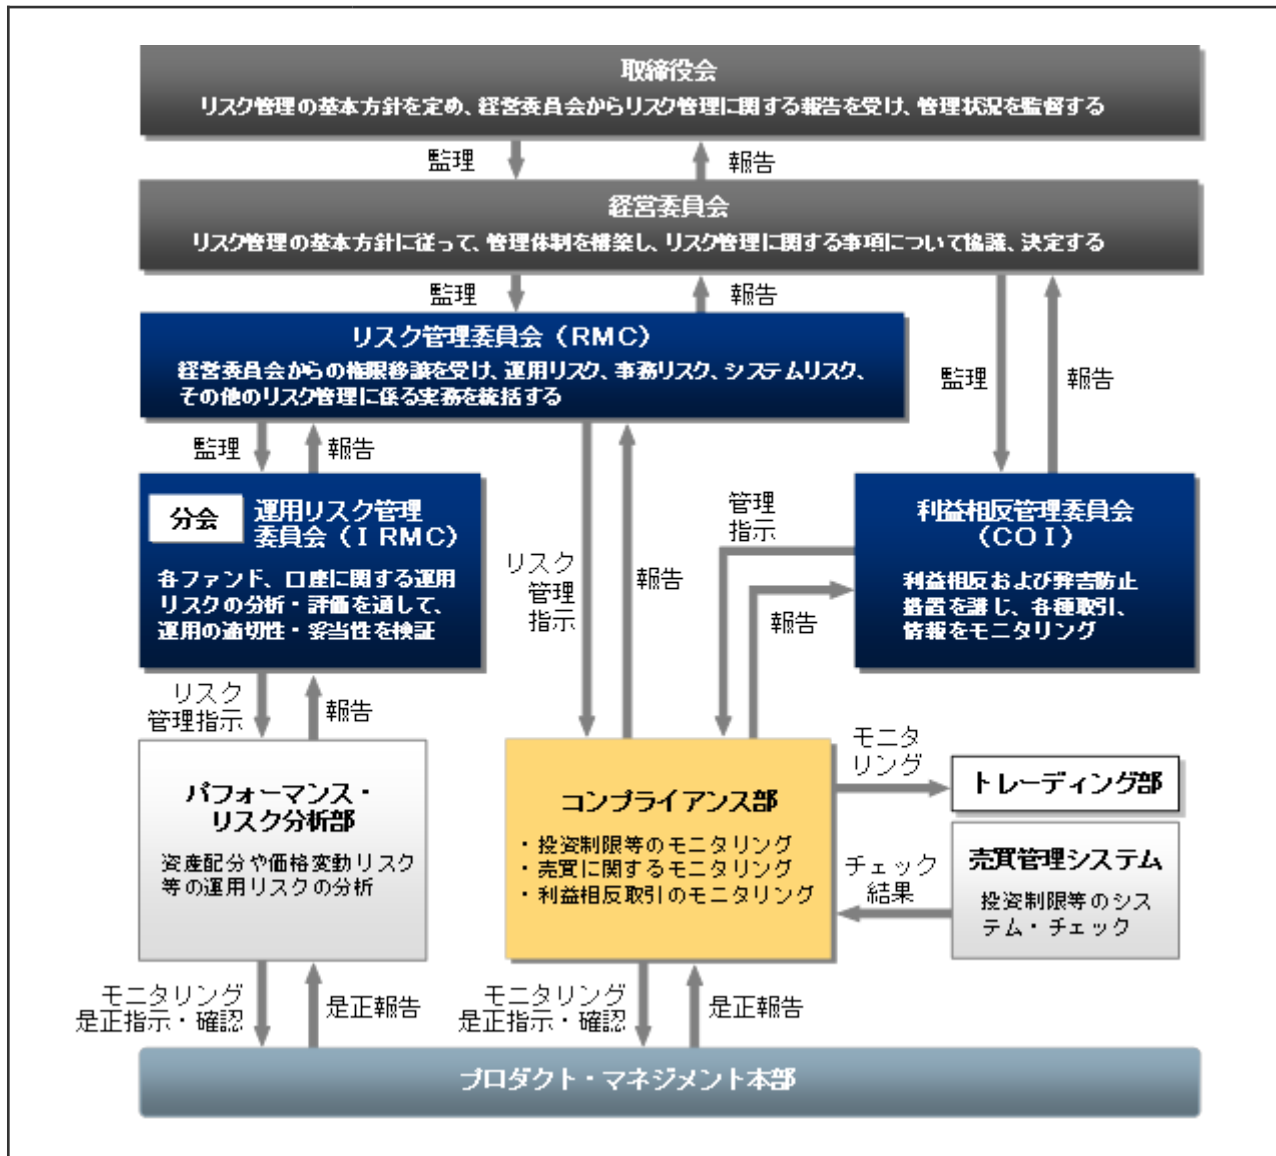 取締役会
リスク管理の基本方針を定め、経営委員会からリスク管理に関する報告を受け、管理状況を監督する
監理
報告
経営委員会
リスク管理の基本方針に従って、管理体制を構築し、リスク管理に関する事項について協議、決定する
監理
報告
リスク管理委員会（RMC）
経営委員会からの権限移譲を受け、運用リスク、事務リスク、システムリスク、
その他のリスク管理に係る実務を統括する
監理
報告
監理
報告
分会
運用リスク管理
委員会（IRMC）
各ファンド、口座に関する運用
リスクの分析・評価を通して、
運用の適切性・妥当性を検証
リスク
管理
指示
報告
管理
指示
報告
利益相反管理委員会
（COI）
利益相反および弊害防止
措置を講じ、各種取引、
情報をモニタリング
リスク
管理指示
報告
パフォーマンス・
リスク分析部
資産配分や価格変動リスク
等の運用リスクの分析
コンプライアンス部
・投資制限等のモニタリング
・売買に関するモニタリング
・利益相反取引のモニタリング
モニタ
リング
トレーディング部
チェック
結果
売買管理システム
投資制限等のシス
テム・チェック
モニタリング
是正指示・確認
是正報告
モニタリング
是正指示・確認
是正報告
プロダクト・マネジメント本部